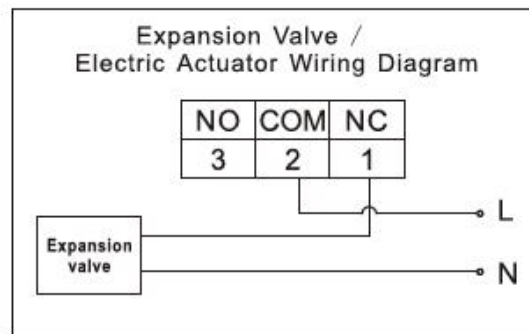 Expansion Valve /
Electric Actuator Wiring Diagram
NO COM NC
3 2 1
L
Expansion
valve
N